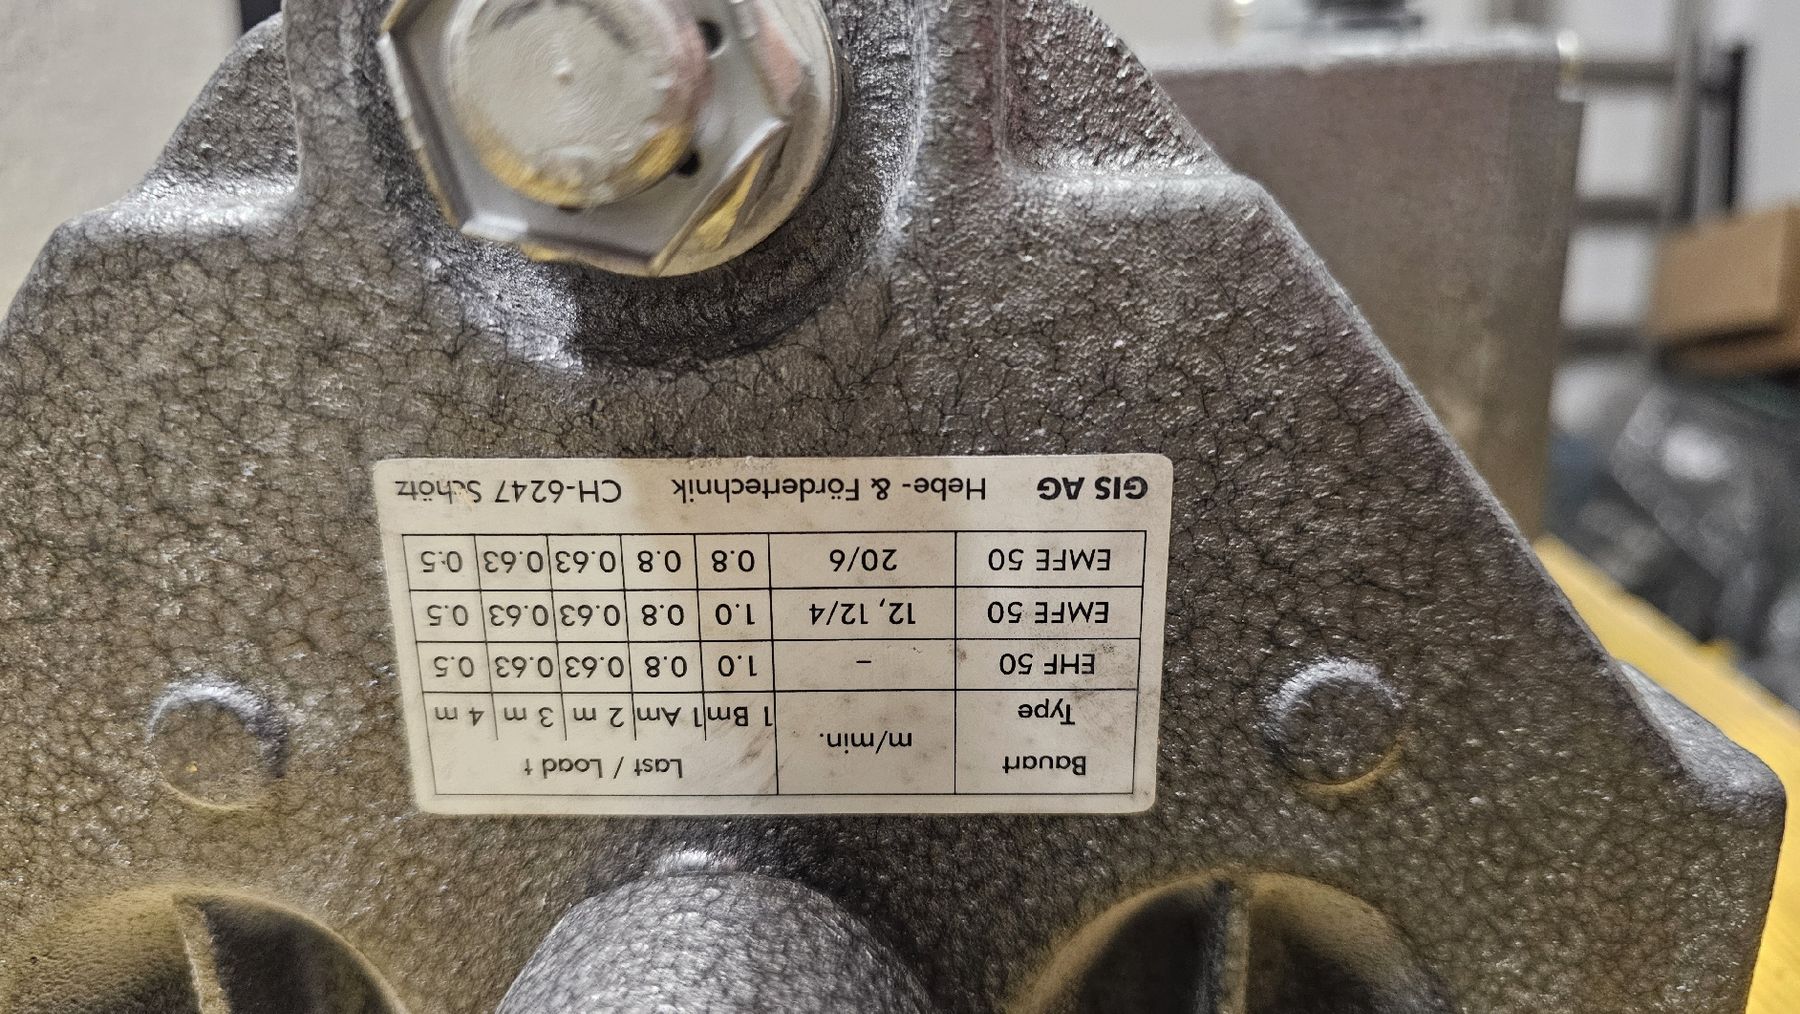 Bauart m/min. Last / Load t
Type 1 Bm 1 Am 2 m 3 m 4 m
EHF 50 – 1.0 0.8 0.63 0.63 0.5
EMFE 50 12, 12/4 1.0 0.8 0.63 0.63 0.5
EMFE 50 20/6 0.8 0.8 0.63 0.63 0.5
GIS AG Hebe- & Fördertechnik CH-6247 Schötz